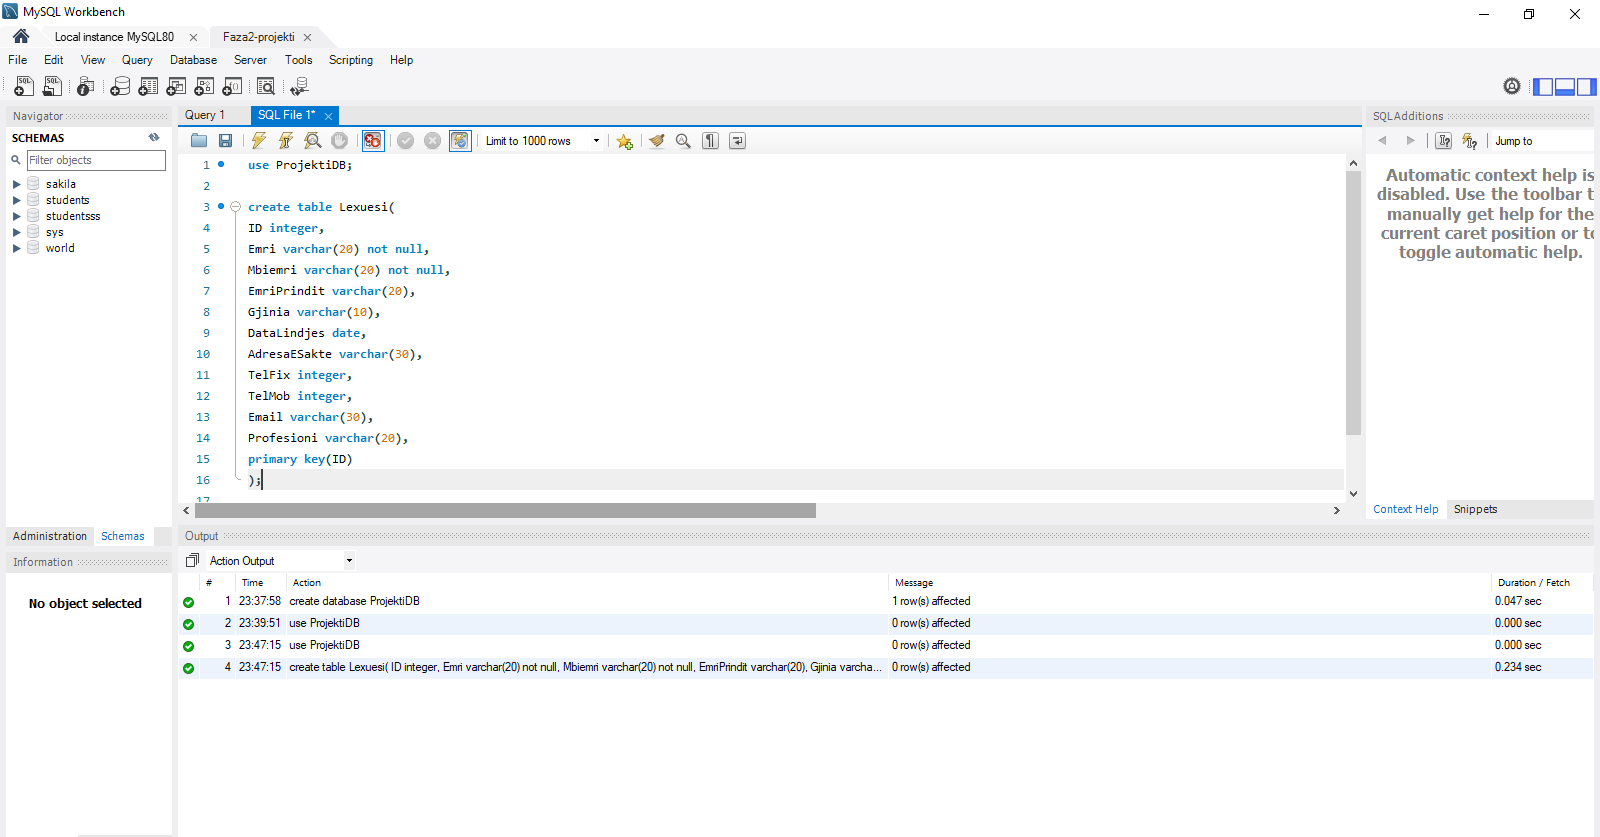 MySQL Workbench
Local instance MySQL80
Faza2-projekti
File Edit View Query Database Server Tools Scripting Help
Navigator
SCHEMAS
Filter objects
sakila
students
studentsss
sys
world
Administration Schemas
Information
No object selected
Query 1
SQL File 1*
Limit to 1000 rows
1 use ProjektiDB;
2
3 create table Lexuesi(
4 ID integer,
5 Emri varchar(20) not null,
6 Mbiemri varchar(20) not null,
7 EmriPrindit varchar(20),
8 Gjinia varchar(10),
9 DataLindjes date,
10 AdresaESakte varchar(30),
11 TelFix integer,
12 TelMob integer,
13 Email varchar(30),
14 Profesioni varchar(20),
15 primary key(ID)
16 );
17
SQLAdditions
Jump to
Automatic context help is
disabled. Use the toolbar t
manually get help for the
current caret position or to
toggle automatic help.
Context Help Snippets
Output
Action Output
# Time Action Message Duration / Fetch
1 23:37:58 create database ProjektiDB 1 row(s) affected 0.047 sec
2 23:39:51 use ProjektiDB 0 row(s) affected 0.000 sec
3 23:47:15 use ProjektiDB 0 row(s) affected 0.000 sec
4 23:47:15 create table Lexuesi( ID integer, Emri varchar(20) not null, Mbiemri varchar(20) not null, EmriPrindit varchar(20), Gjinia varcha... 0 row(s) affected 0.234 sec